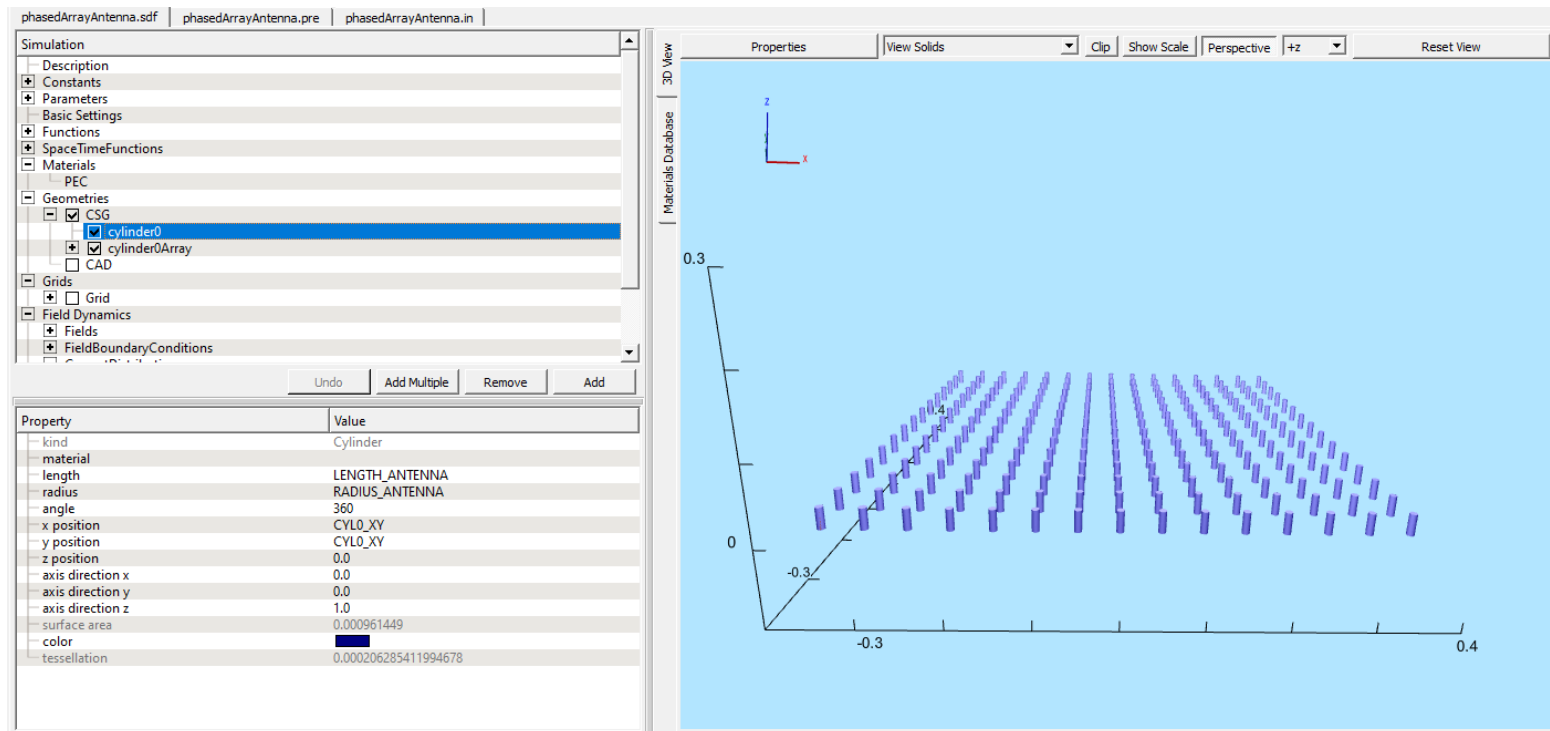 phasedArrayAntenna.sdf phasedArrayAntenna.pre phasedArrayAntenna.in
Simulation
Description
Constants
Parameters
Basic Settings
Functions
SpaceTimeFunctions
Materials
PEC
Geometries
CSG
cylinder0
cylinder0Array
CAD
Grids
Grid
Field Dynamics
Fields
FieldBoundaryConditions
Undo Add Multiple Remove Add
Property Value
kind Cylinder
material
length LENGTH_ANTENNA
radius RADIUS_ANTENNA
angle 360
x position CYL0_XY
y position CYL0_XY
z position 0.0
axis direction x 0.0
axis direction y 0.0
axis direction z 1.0
surface area 0.000961449
color
tessellation 0.000206285411994678
3D View
Materials Database
Properties View Solids Clip Show Scale Perspective +z Reset View
z
x
0.3
0.4
0
-0.3
-0.3
0.4